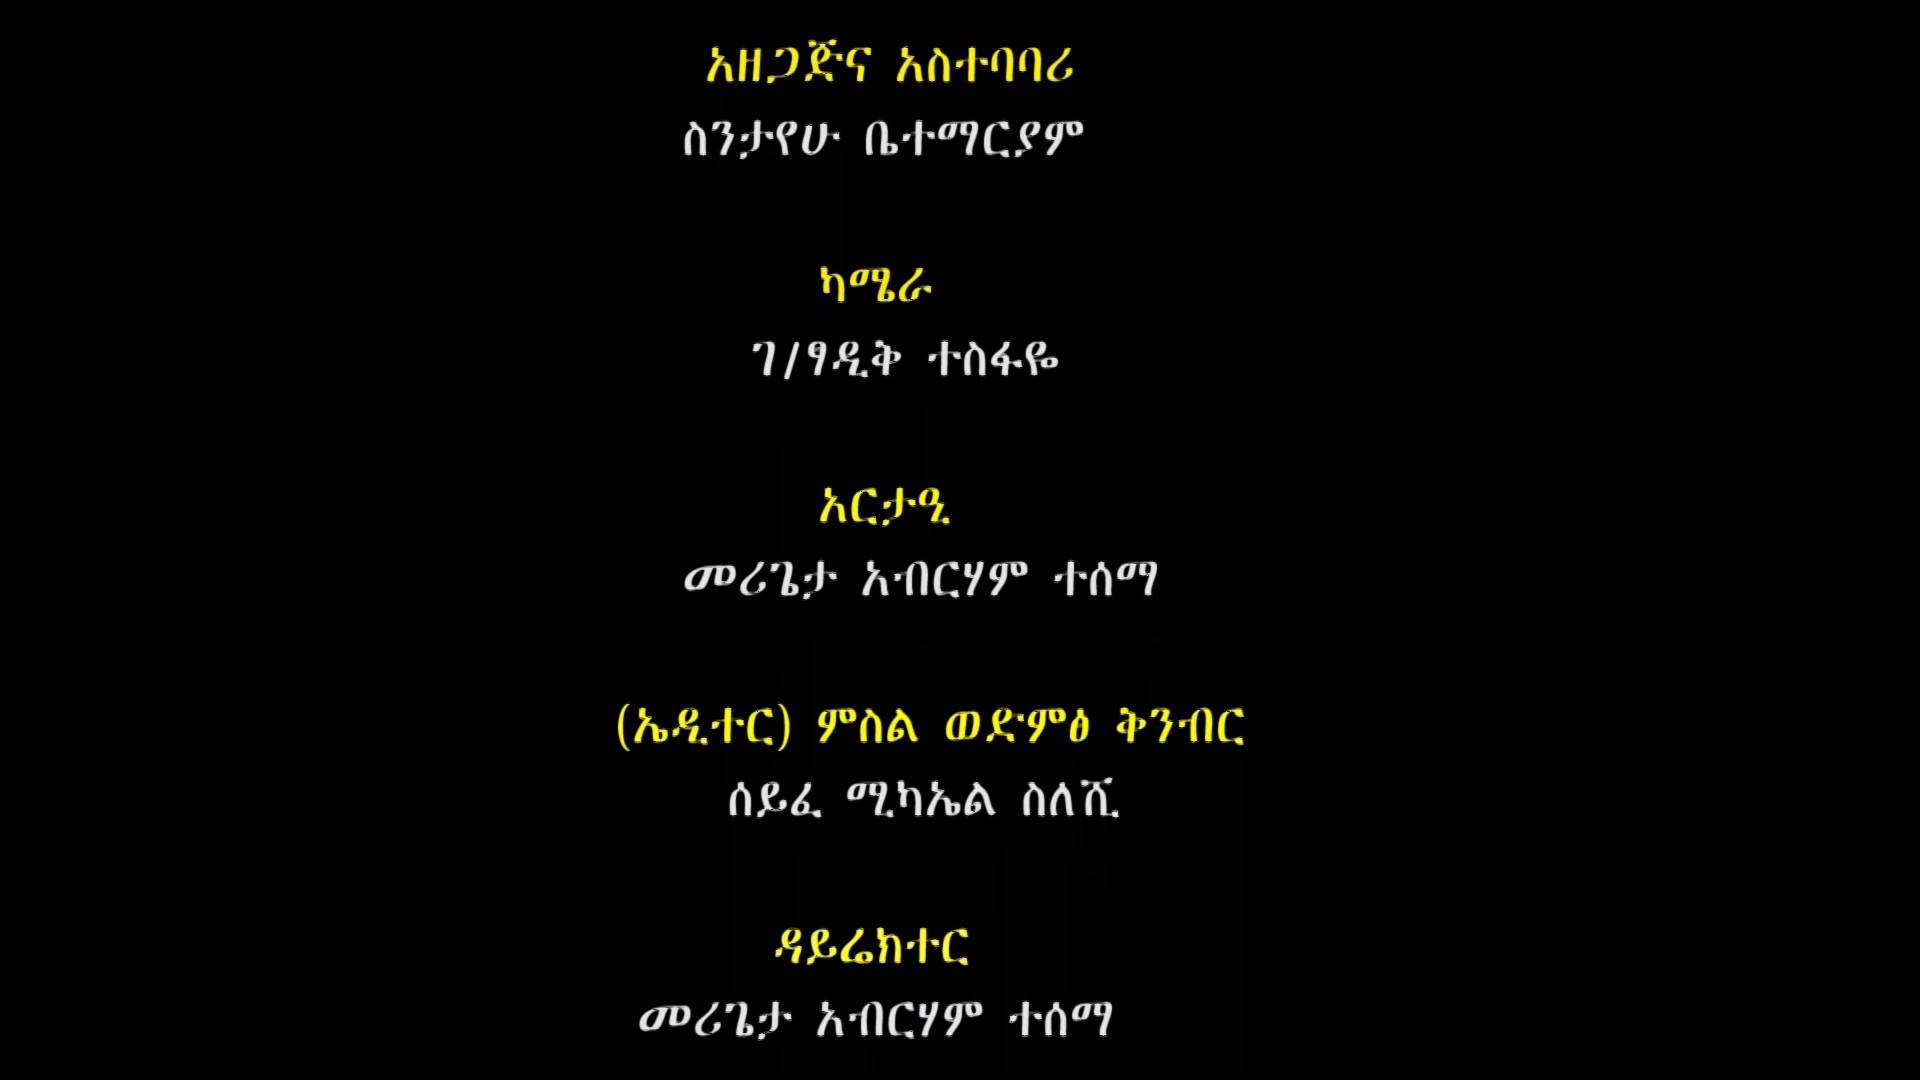 አዘጋጅና አስተባባሪ
ስንታየሁ ቤተማርያም
ካሜራ
ገ/ፃዲቅ ተስፋዬ
አርታዒ
መሪጌታ አብርሃም ተሰማ
(ኤዲተር) ምስል ወድምፅ ቅንብር
ሰይፈ ሚካኤል ስለሺ
ዳይሬክተር
መሪጌታ አብርሃም ተሰማ